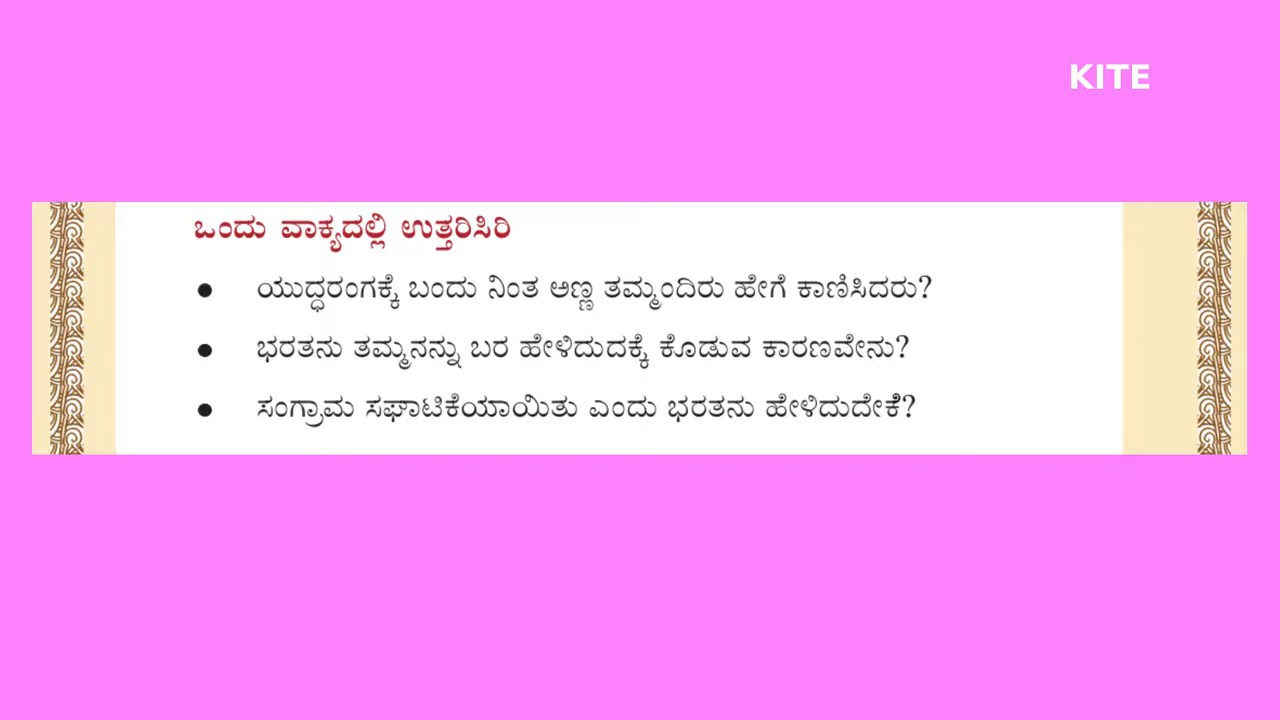 KITE
ಒಂದು ವಾಕ್ಯದಲ್ಲಿ ಉತ್ತರಿಸಿರಿ
● ಯುದ್ಧರಂಗಕ್ಕೆ ಬಂದು ನಿಂತ ಅಣ್ಣ ತಮ್ಮಂದಿರು ಹೇಗೆ ಕಾಣಿಸಿದರು?
● ಭರತನು ತಮ್ಮನನ್ನು ಬರ ಹೇಳಿದುದಕ್ಕೆ ಕೊಡುವ ಕಾರಣವೇನು?
● ಸಂಗ್ರಾಮ ಸಘಾಟಿಕೆಯಾಯಿತು ಎಂದು ಭರತನು ಹೇಳಿದುದೇಕೆ?